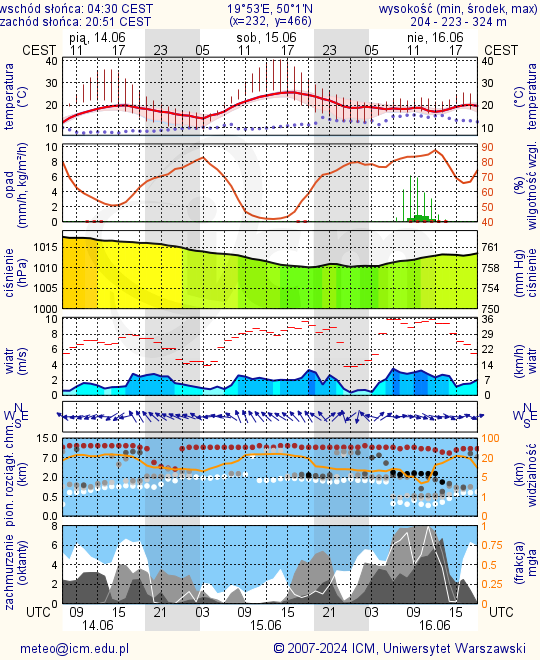 wschód słońca: 04:30 CEST
zachód słońca: 20:51 CEST
19°53'E, 50°1'N
(x=232, y=466)
wysokość (min, środek, max)
204 - 223 - 324 m
pią, 14.06
sob, 15.06
nie, 16.06
CEST 11 17 23 05 11 17 23 05 11 17 CEST
temperatura
(°C)
40
30
20
10
40
30
20
10
(°C)
temperatura
opad
(mm/h, kg/m²/h)
10
8
6
4
2
0
90
80
70
60
50
40
(%)
wilgotność wzgl.
ciśnienie
(hPa)
1015
1010
1005
1000
761
758
754
750
(mm Hg)
ciśnienie
wiatr
(m/s)
10
8
6
4
2
0
36
29
22
14
7
0
(km/h)
wiatr
N
W E
S
N
W E
S
pion. rozciągł. chm.
(km)
15.0
7.0
2.0
0.5
0.0
100
20
5
1
0
(km)
widzialność
zachmurzenie
(oktanty)
8
6
4
2
0
1
0.75
0.5
0.25
0
(frakcja)
mgła
UTC 09 15 21 03 09 15 21 03 09 15 UTC
14.06
15.06
16.06
meteo@icm.edu.pl
© 2007-2024 ICM, Uniwersytet Warszawski